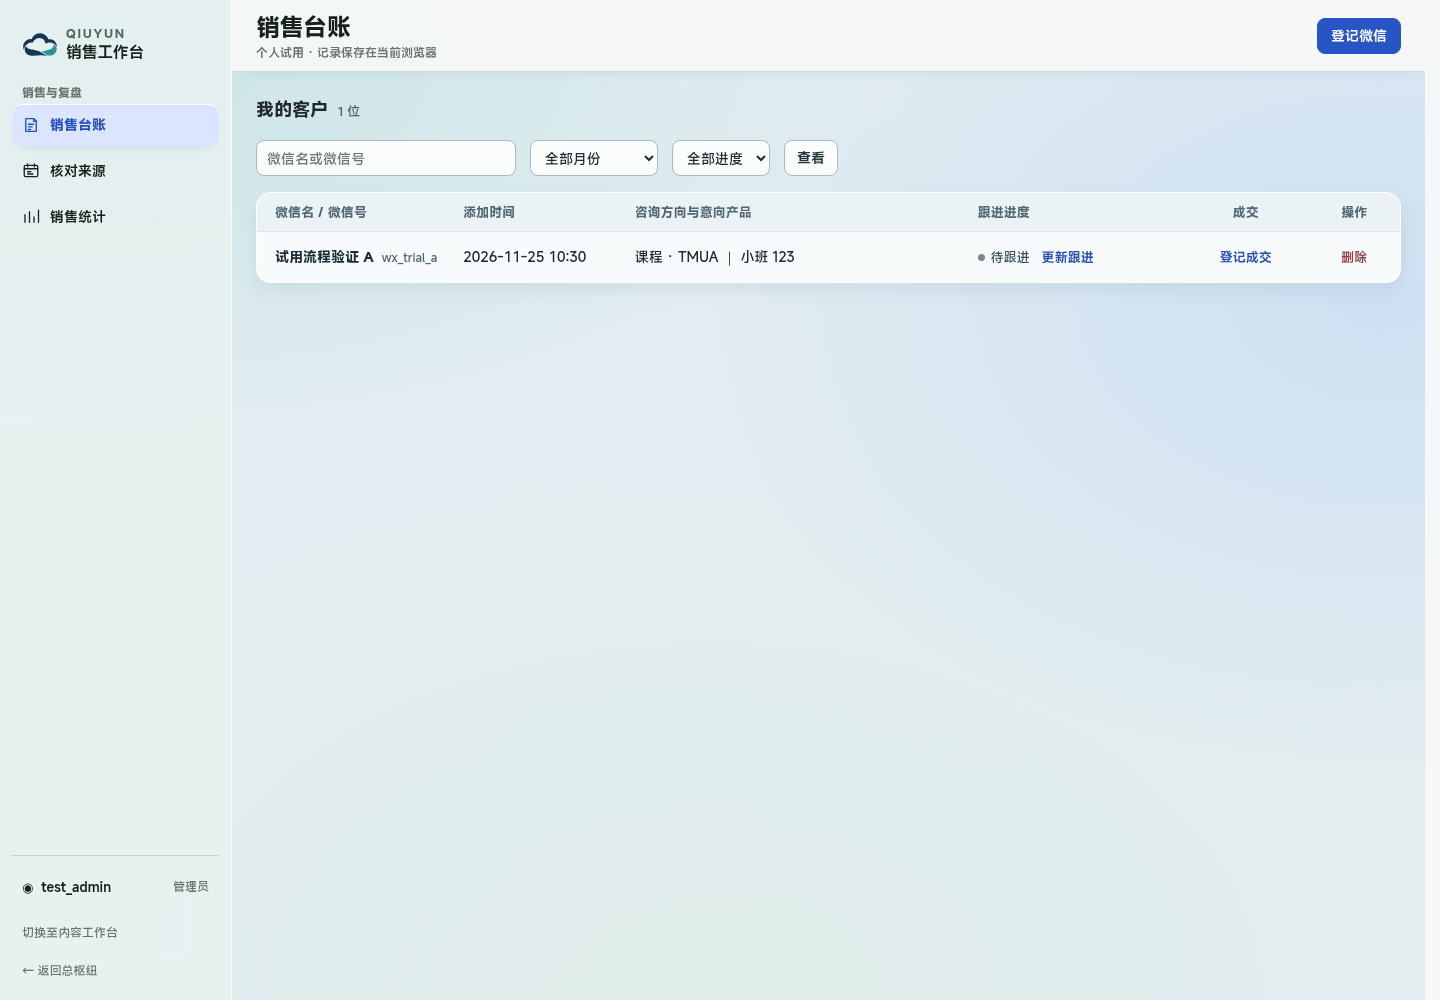 QIUYUN
销售工作台
销售与复盘
销售台账
核对来源
销售统计
◉ test_admin 管理员
切换至内容工作台
← 返回总枢纽
销售台账
个人试用 · 记录保存在当前浏览器
登记微信
我的客户 1 位
微信名或微信号 全部月份 全部进度 查看
微信名 / 微信号 添加时间 咨询方向与意向产品 跟进进度 成交 操作
试用流程验证 A wx_trial_a 2026-11-25 10:30 课程 · TMUA ｜ 小班 123 待跟进 更新跟进 登记成交 删除